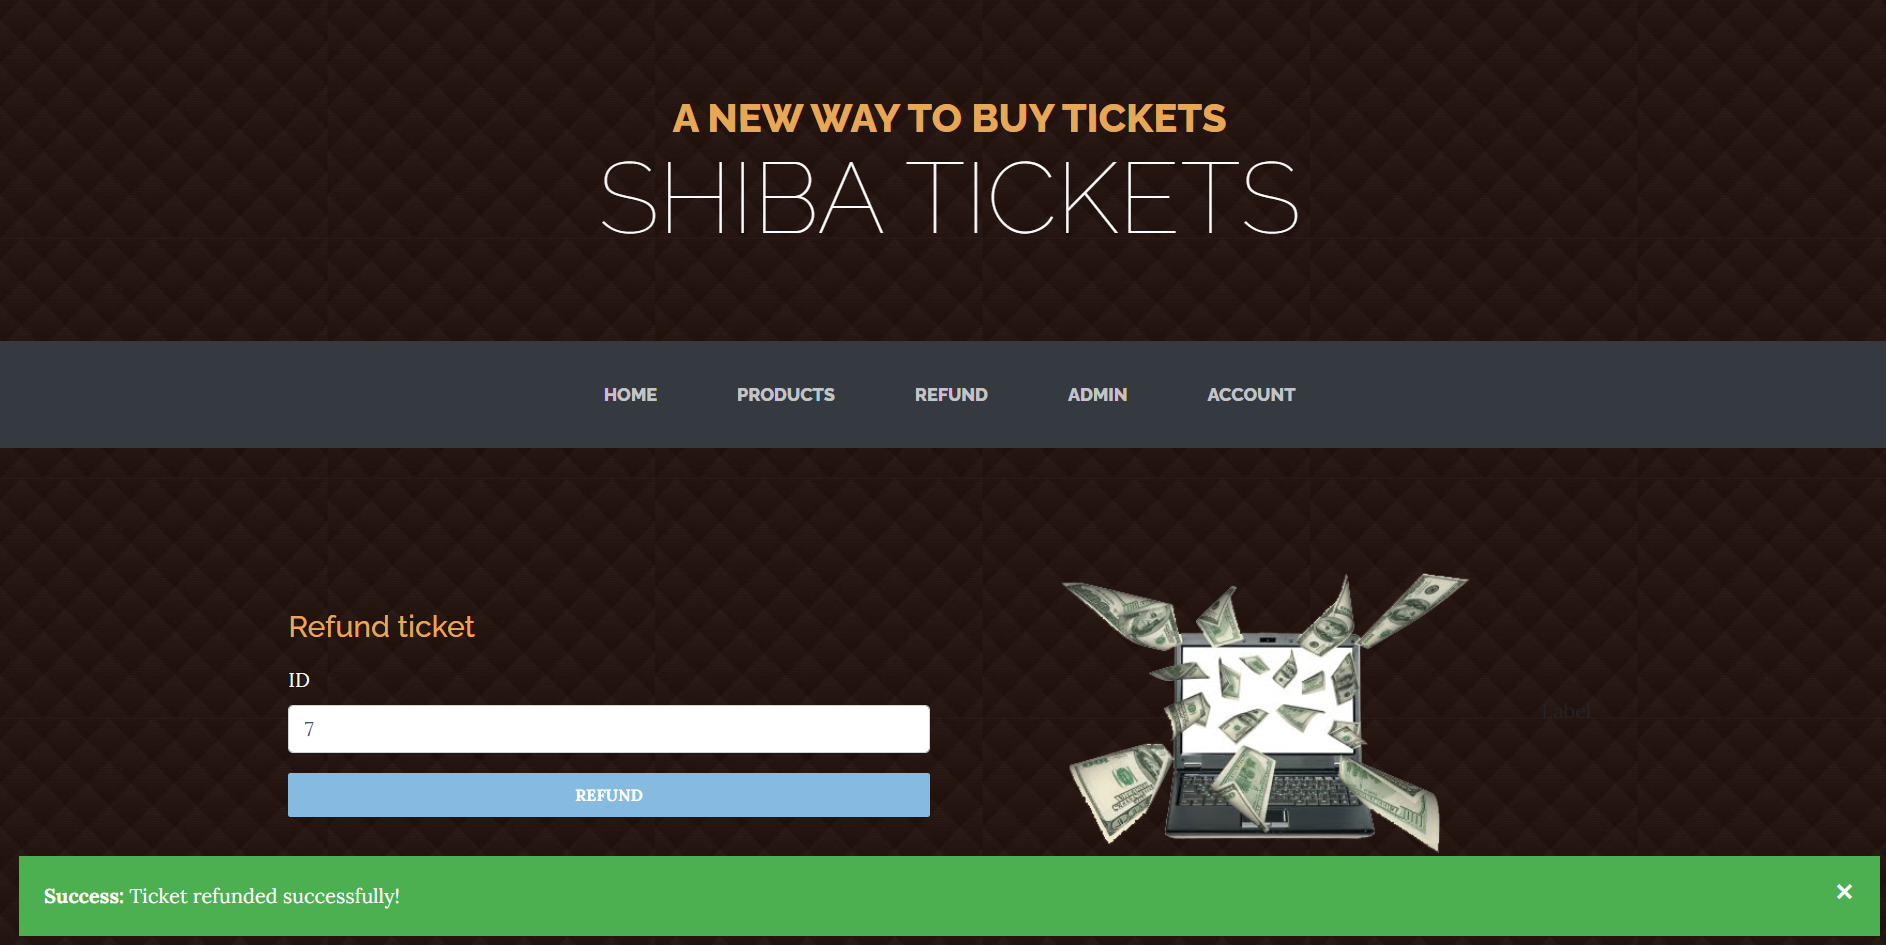 A NEW WAY TO BUY TICKETS
SHIBA TICKETS
HOME PRODUCTS REFUND ADMIN ACCOUNT
Refund ticket
ID
7
REFUND
Label
Success: Ticket refunded successfully!
×